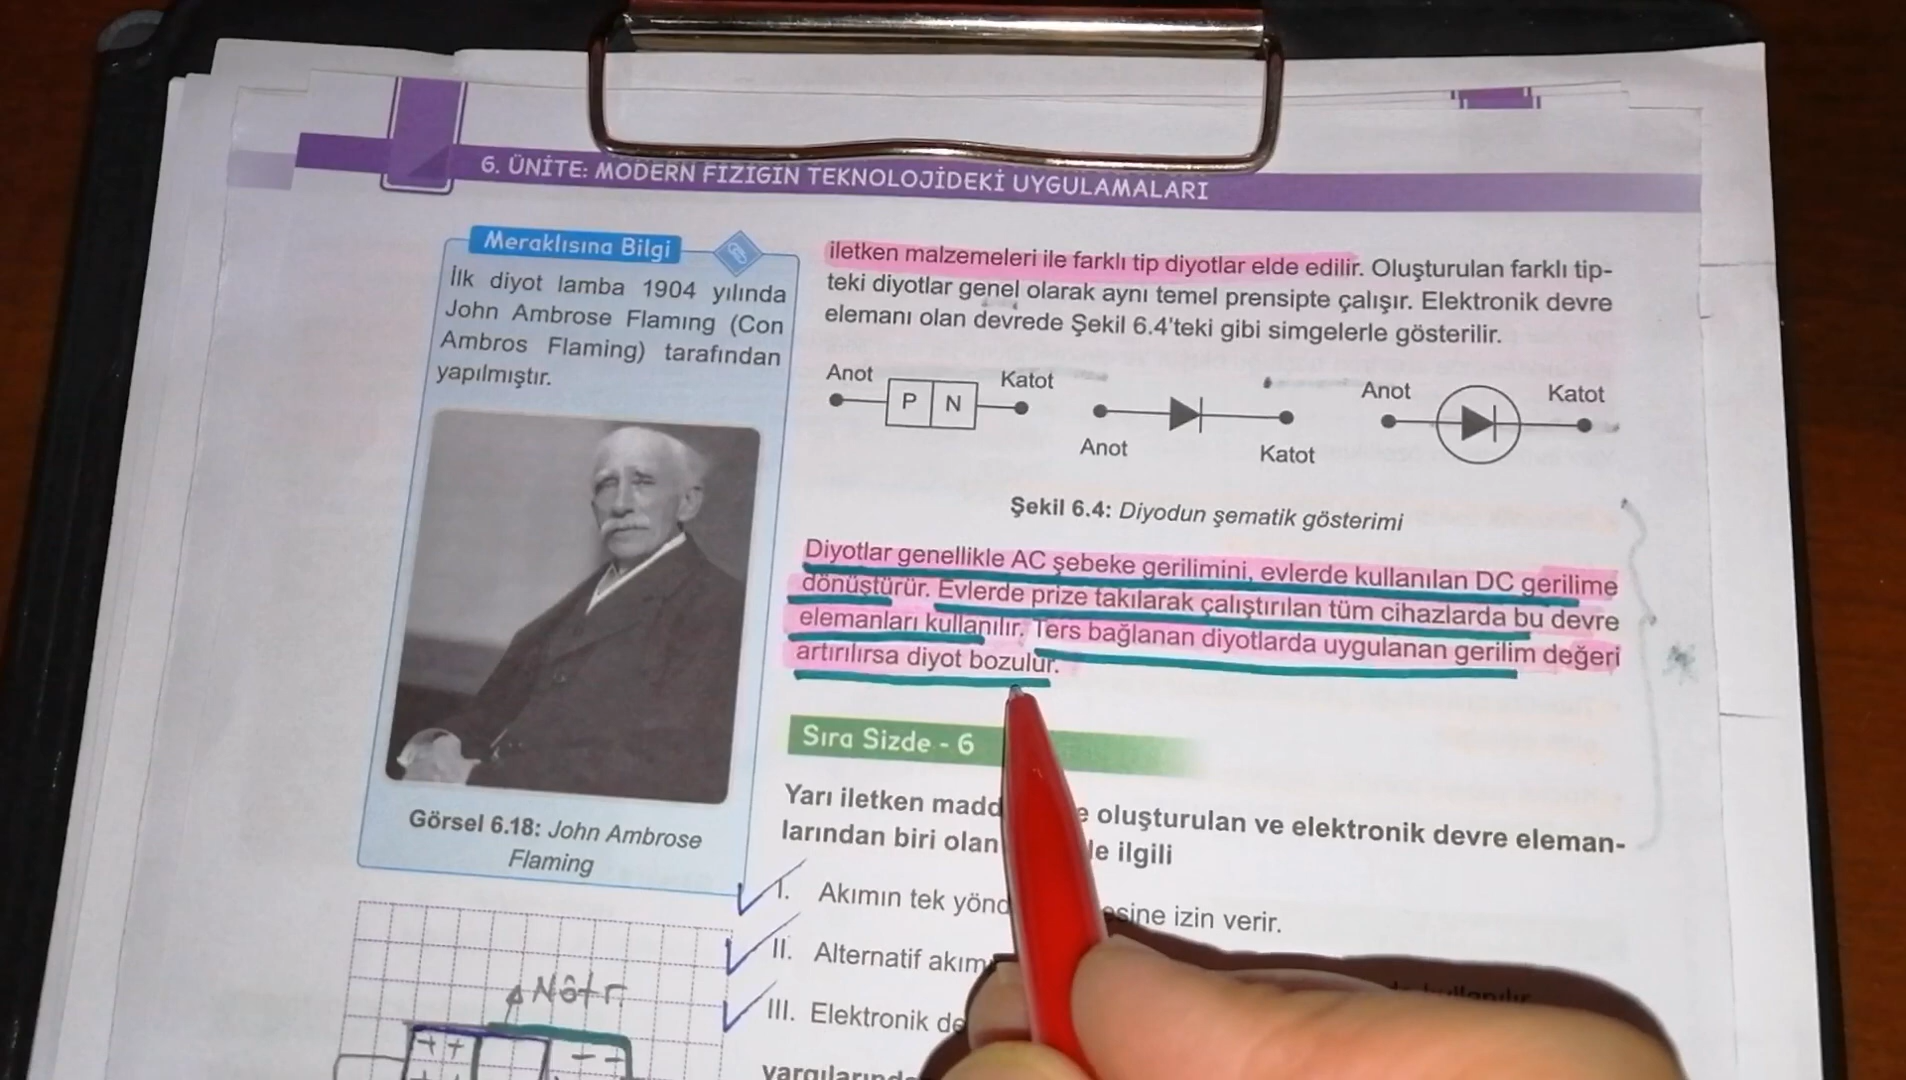 6. ÜNİTE: MODERN FİZİĞİN TEKNOLOJİDEKİ UYGULAMALARI
Meraklısına Bilgi
İlk diyot lamba 1904 yılında
John Ambrose Flamıng (Con
Ambros Flaming) tarafından
yapılmıştır.
Görsel 6.18: John Ambrose
Flaming
Nötr
++
--
iletken malzemeleri ile farklı tip diyotlar elde edilir. Oluşturulan farklı tip-
teki diyotlar genel olarak aynı temel prensipte çalışır. Elektronik devre
elemanı olan devrede Şekil 6.4'teki gibi simgelerle gösterilir.
Anot P N Katot
Anot Katot
Anot Katot
Şekil 6.4: Diyodun şematik gösterimi
Diyotlar genellikle AC şebeke gerilimini, evlerde kullanılan DC gerilime
dönüştürür. Evlerde prize takılarak çalıştırılan tüm cihazlarda bu devre
elemanları kullanılır. Ters bağlanan diyotlarda uygulanan gerilim değeri
artırılırsa diyot bozulur.
Sıra Sizde - 6
Yarı iletken madd e oluşturulan ve elektronik devre eleman-
larından biri olan le ilgili
I. Akımın tek yönd esine izin verir.
II. Alternatif akım kullanılır
III. Elektronik de